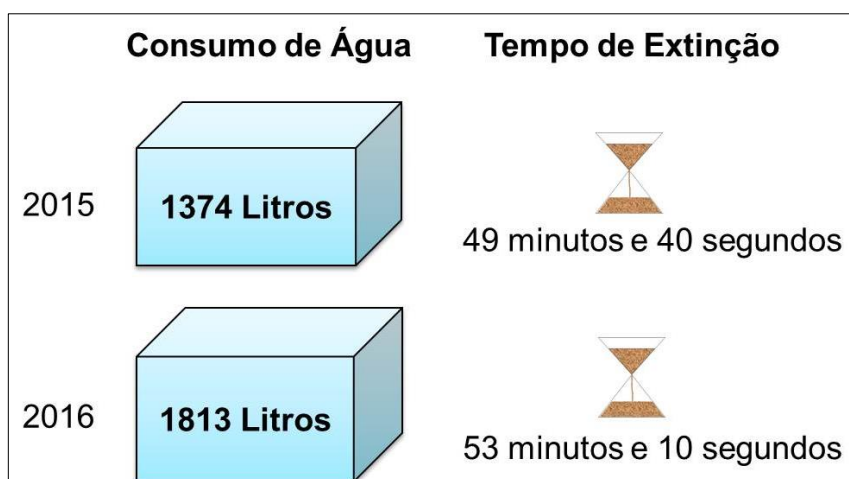 Consumo de Água Tempo de Extinção
2015 1374 Litros
49 minutos e 40 segundos
2016 1813 Litros
53 minutos e 10 segundos